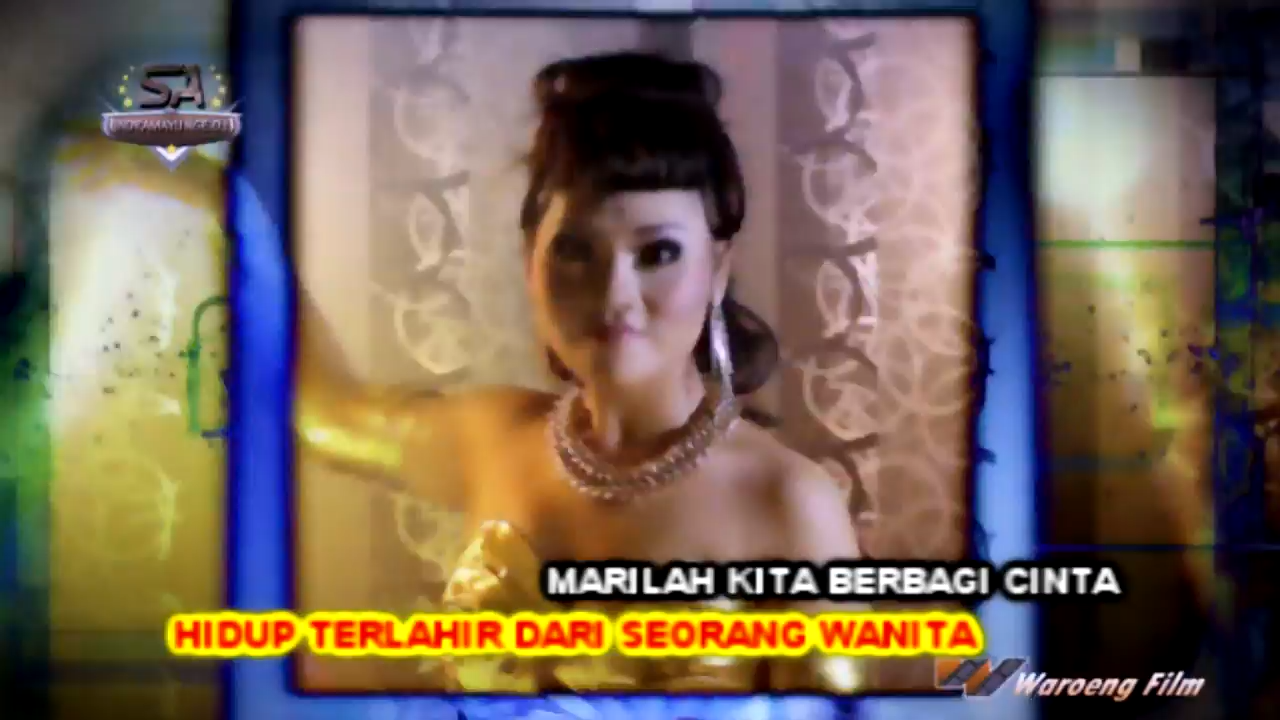 SA
MARILAH KITA BERBAGI CINTA
HIDUP TERLAHIR DARI SEORANG WANITA
Waroeng Film